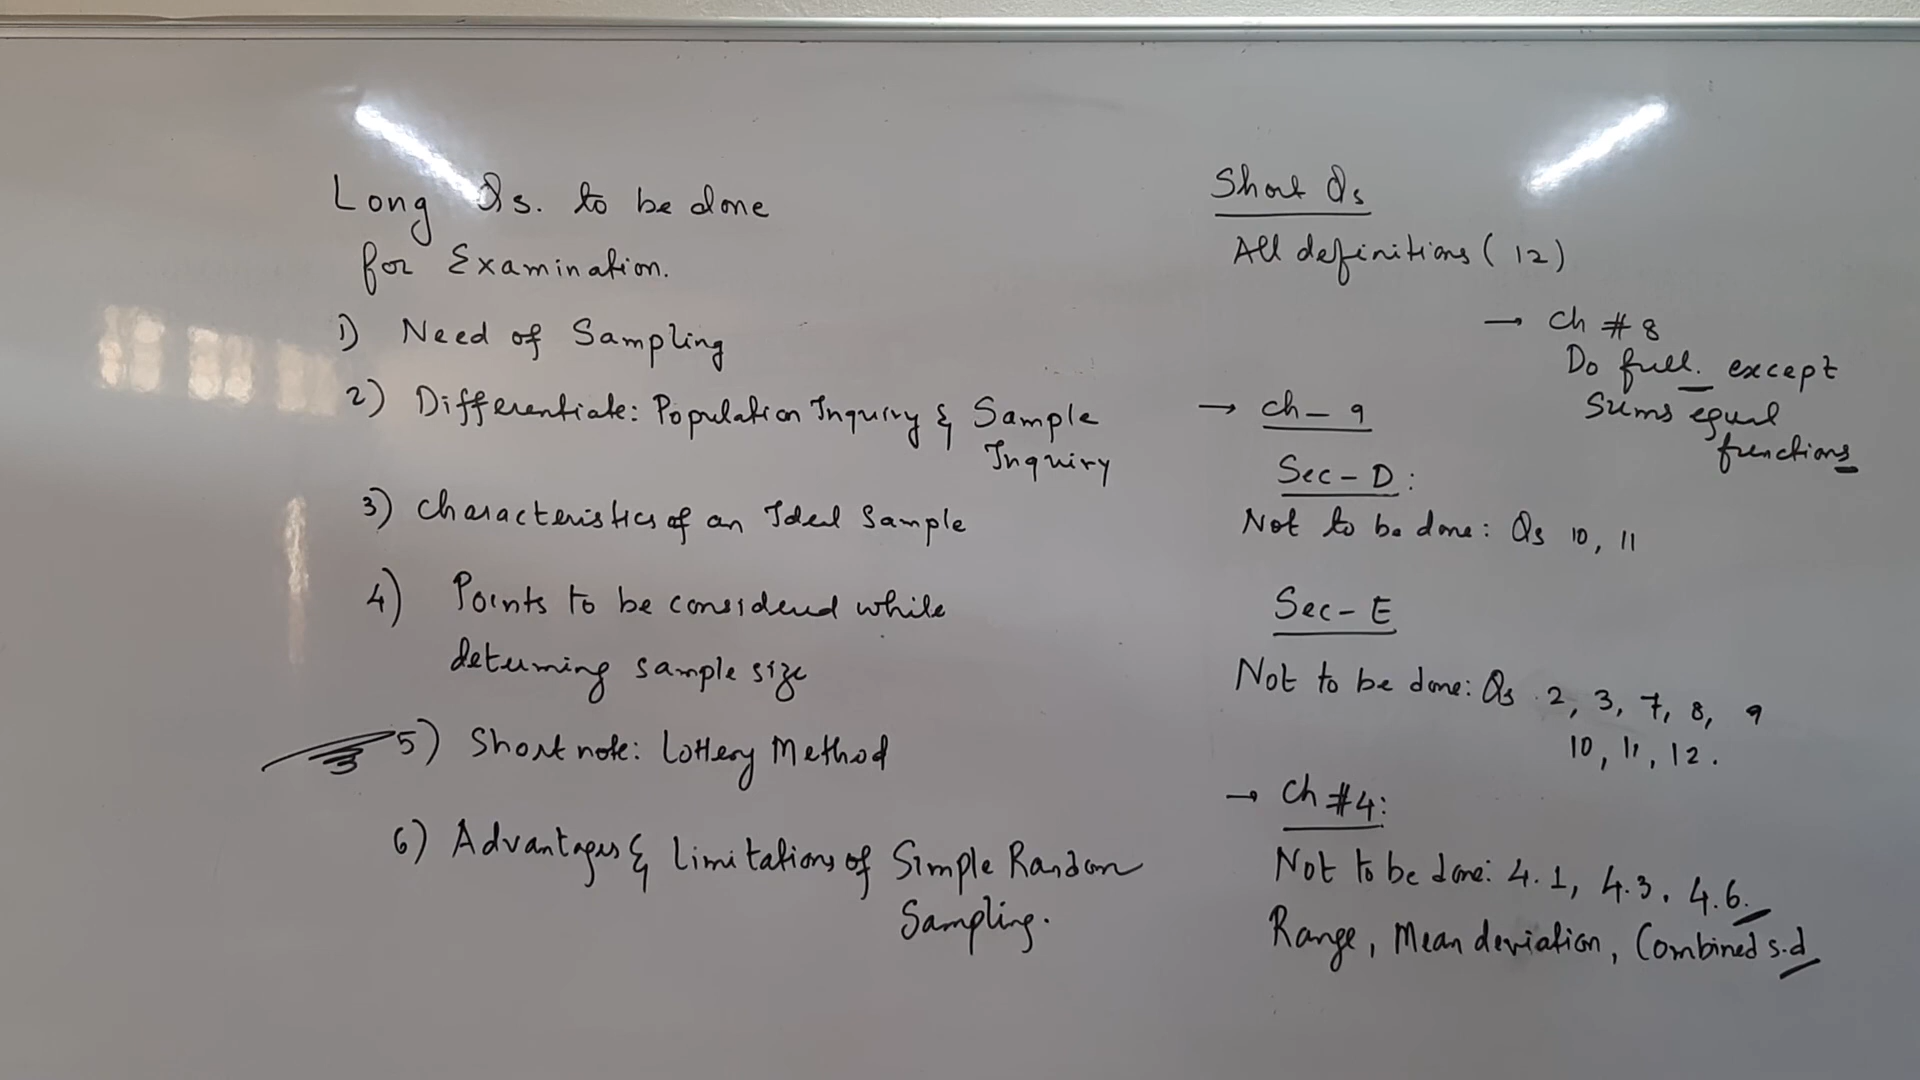 Long Qs. to be done
for Examination.
1) Need of Sampling
2) Differentiate: Population Inquiry & Sample
Inquiry
3) Characteristics of an Ideal Sample
4) Points to be considered while
determing sample size
5) Short note: Lottery Method
6) Advantages & Limitations of Simple Random
Sampling.
Short Qs
All definitions (12)
→ Ch # 8
Do full. except
Sums equal
functions
→ Ch - 9
Sec - D:
Not to be done: Qs 10, 11
Sec - E
Not to be done: Qs 2, 3, 7, 8, 9
10, 11, 12.
→ Ch #4:
Not to be done: 4.1, 4.3, 4.6.
Range, Mean deviation, Combined s.d